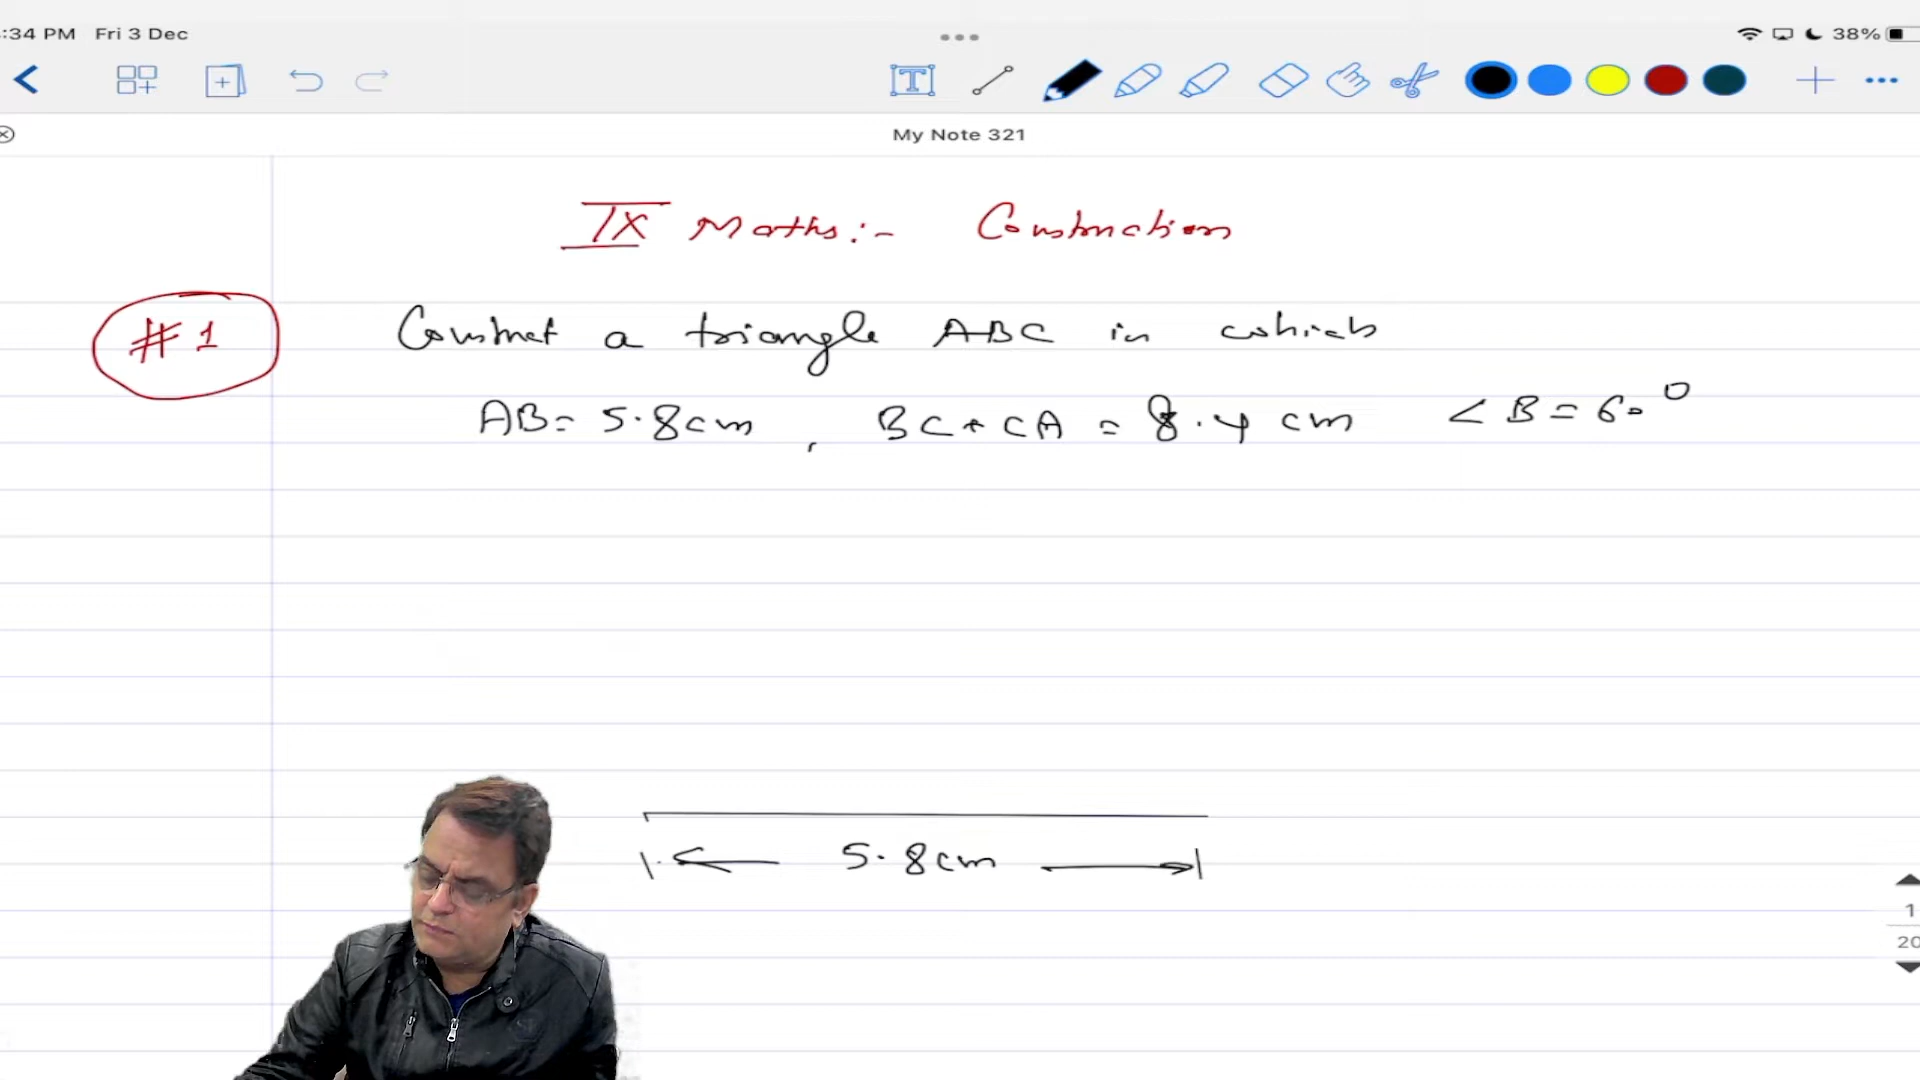 :34 PM Fri 3 Dec
38%
My Note 321
IX Maths:- Construction
#1 Construct a triangle ABC in which
AB = 5.8cm, BC + CA = 8.4 cm ∠B = 60°
5.8cm
1
20